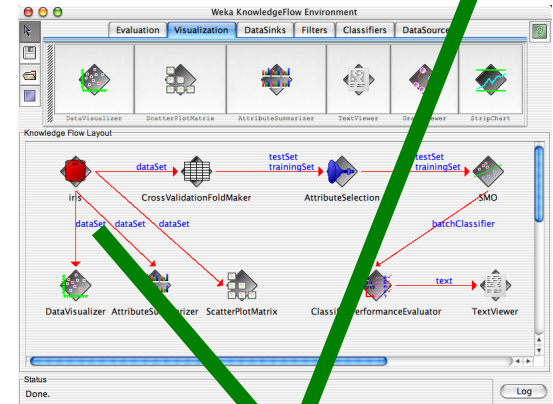 Weka KnowledgeFlow Environment
Evaluation Visualization DataSinks Filters Classifiers
DataVisualizer ScatterPlotMatrix AttributeSummarizer TextViewer StripChart
Knowledge Flow Layout
testSet testSet
dataSet trainingSet trainingSet
iris CrossValidationFoldMaker AttributeSelection SMO
dataSet dataSet dataSet batchClassifier
text
DataVisualizer ScatterPlotMatrix TextViewer
Status
Done. Log